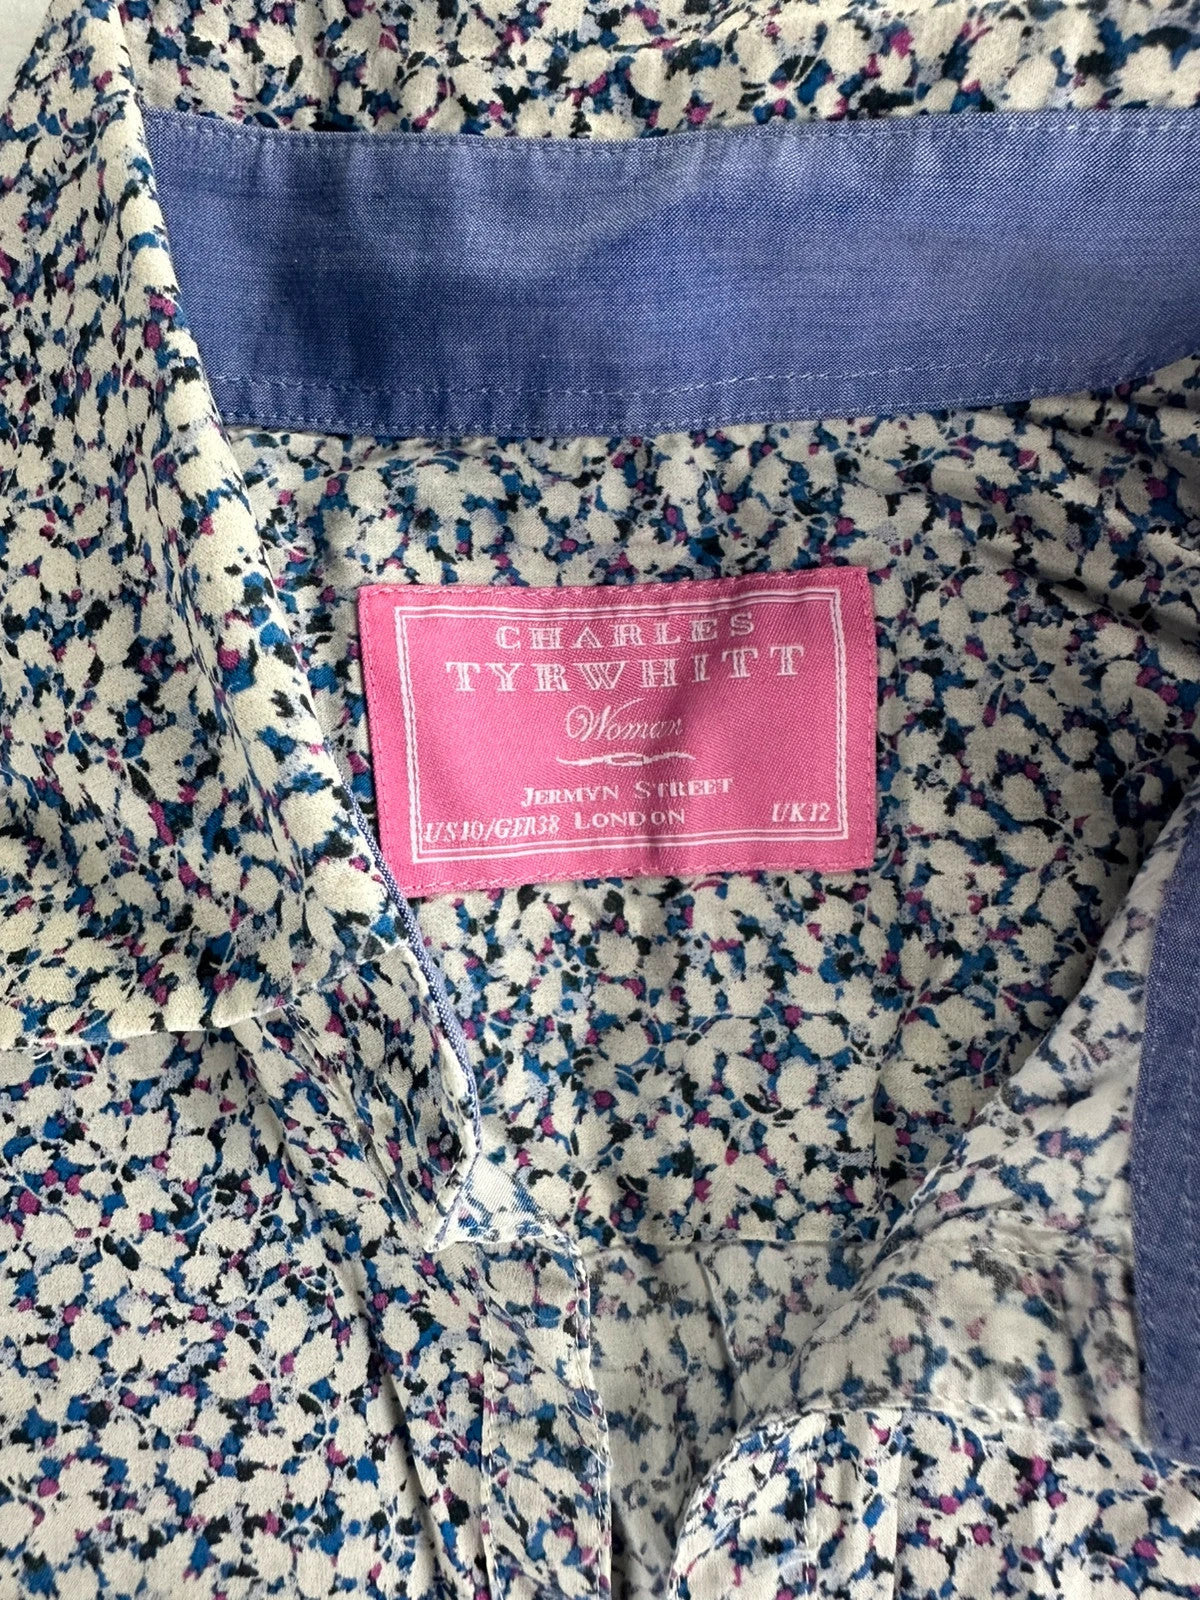 CHARLES
TYRWHITT
Woman
JERMYN STREET
US10/GER38 LONDON UK12